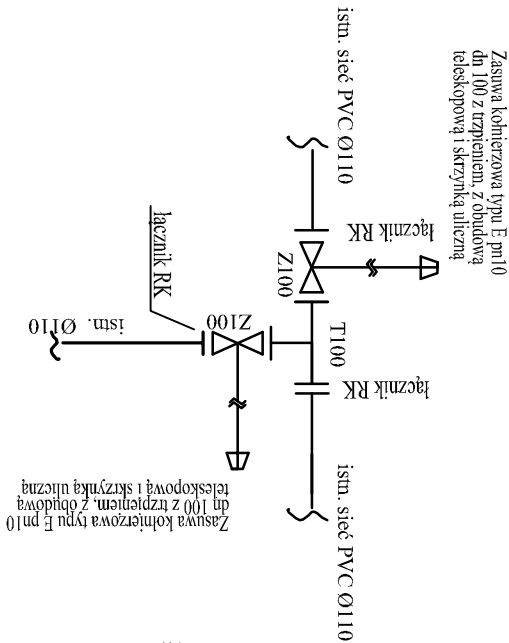 Zasuwa kołnierzowa typu E pn10
dn 100 z trzpieniem, z obudową
teleskopową i skrzynką uliczną
istn. sieć PVC Ø110
łącznik RK
Z100
T100
łącznik RK
istn. sieć PVC Ø110
łącznik RK
Z100
istn. Ø110
Zasuwa kołnierzowa typu E pn10
dn 100 z trzpieniem, z obudową
teleskopową i skrzynką uliczną